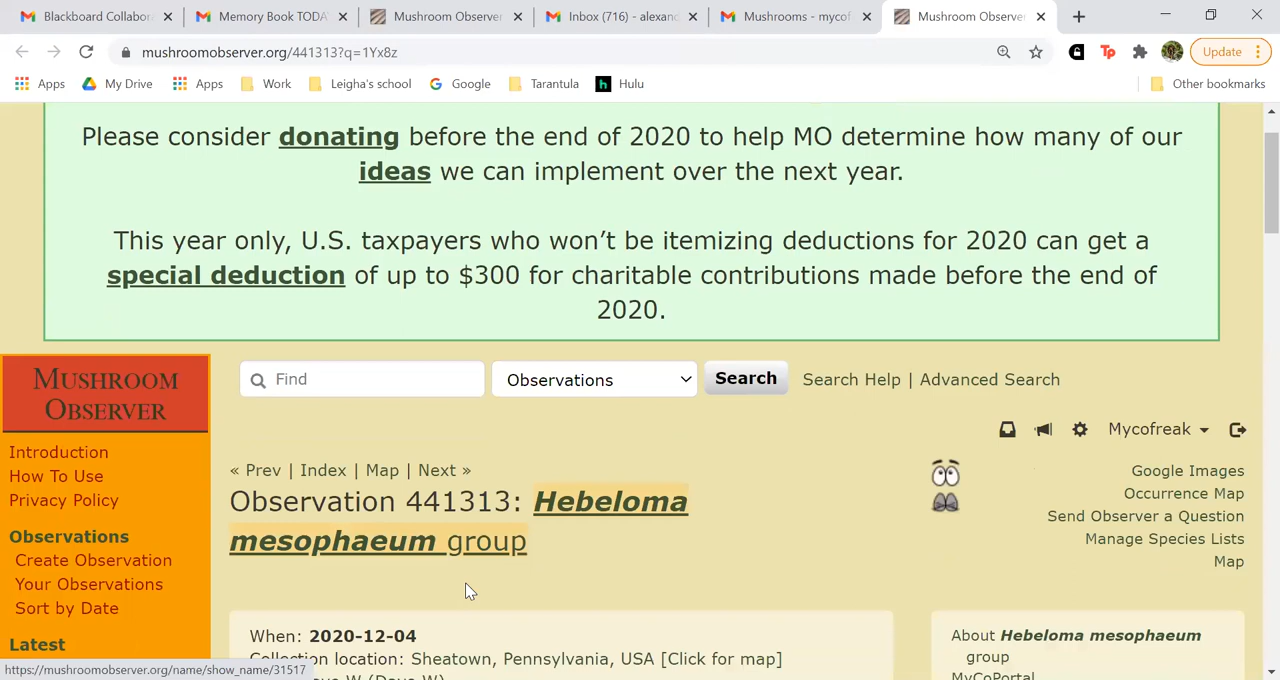 Blackboard Collabor
Memory Book TODA
Mushroom Observer
Inbox (716) - alexan
Mushrooms - mycof
Mushroom Observe
mushroomobserver.org/441313?q=1Yx8z
Update
Apps
My Drive
Apps
Work
Leigha's school
Google
Tarantula
Hulu
Other bookmarks
Please consider donating before the end of 2020 to help MO determine how many of our
ideas we can implement over the next year.
This year only, U.S. taxpayers who won't be itemizing deductions for 2020 can get a
special deduction of up to $300 for charitable contributions made before the end of
2020.
MUSHROOM
OBSERVER
Find
Observations
Search
Search Help | Advanced Search
Mycofreak
Introduction
How To Use
Privacy Policy
Observations
Create Observation
Your Observations
Sort by Date
Latest
« Prev | Index | Map | Next »
Observation 441313: Hebeloma
mesophaeum group
Google Images
Occurrence Map
Send Observer a Question
Manage Species Lists
Map
When: 2020-12-04
Collection location: Sheatown, Pennsylvania, USA [Click for map]
W (Dave W)
About Hebeloma mesophaeum
group
MyCoPortal
https://mushroomobserver.org/name/show_name/31517